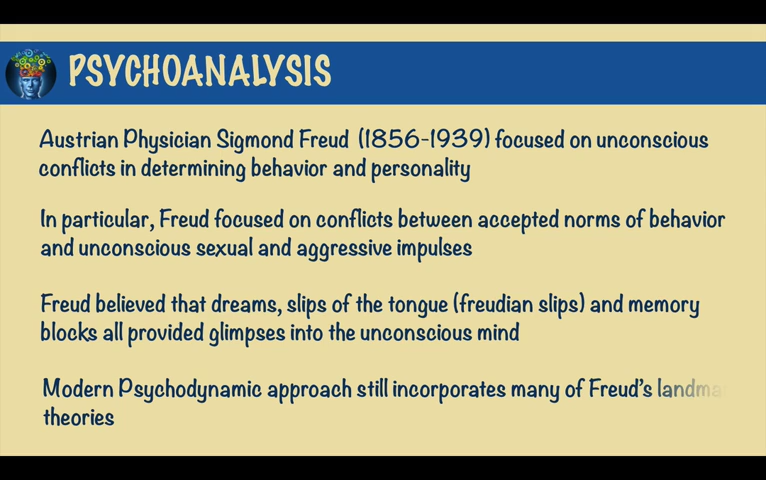 PSYCHOANALYSIS
Austrian Physician Sigmond Freud (1856-1939) focused on unconscious
conflicts in determining behavior and personality
In particular, Freud focused on conflicts between accepted norms of behavior
and unconscious sexual and aggressive impulses
Freud believed that dreams, slips of the tongue (freudian slips) and memory
blocks all provided glimpses into the unconscious mind
Modern Psychodynamic approach still incorporates many of Freud's
theories